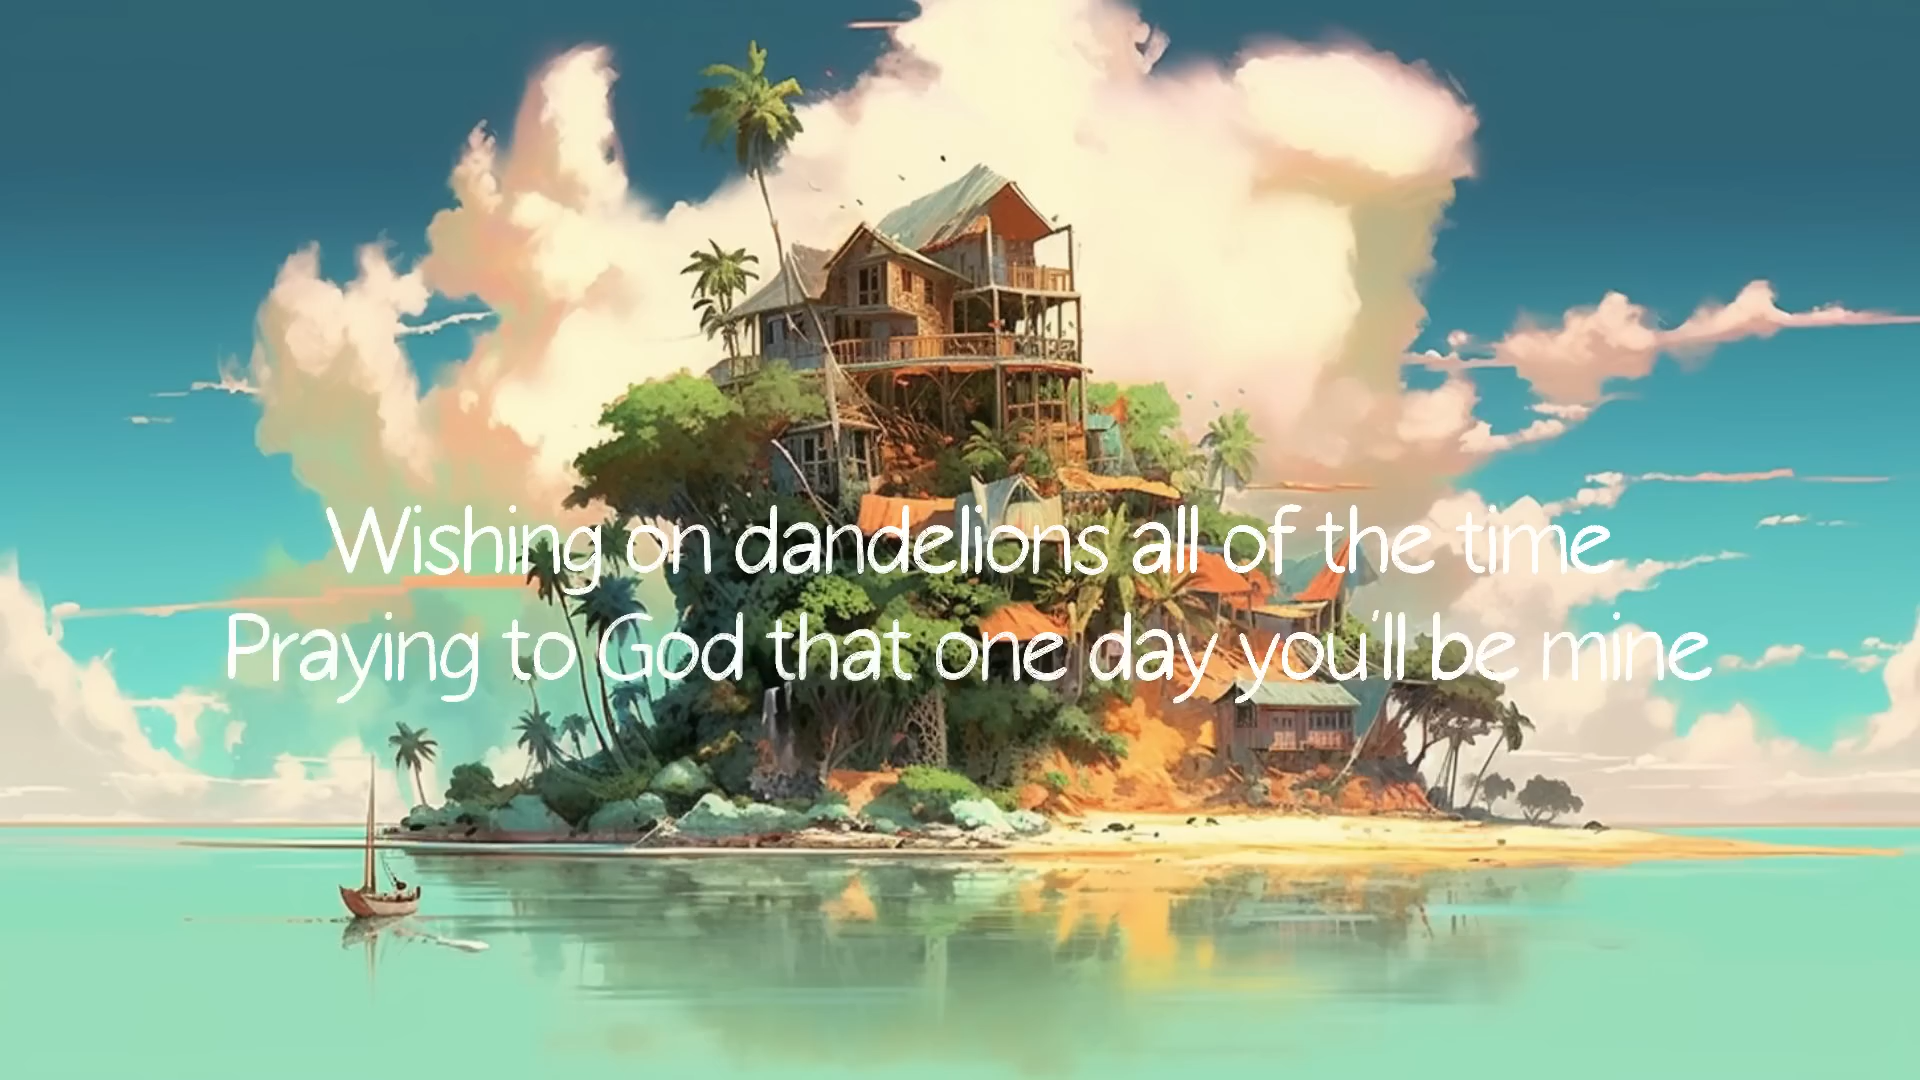 Wishing on dandelions all of the time
Praying to God that one day you'll be mine